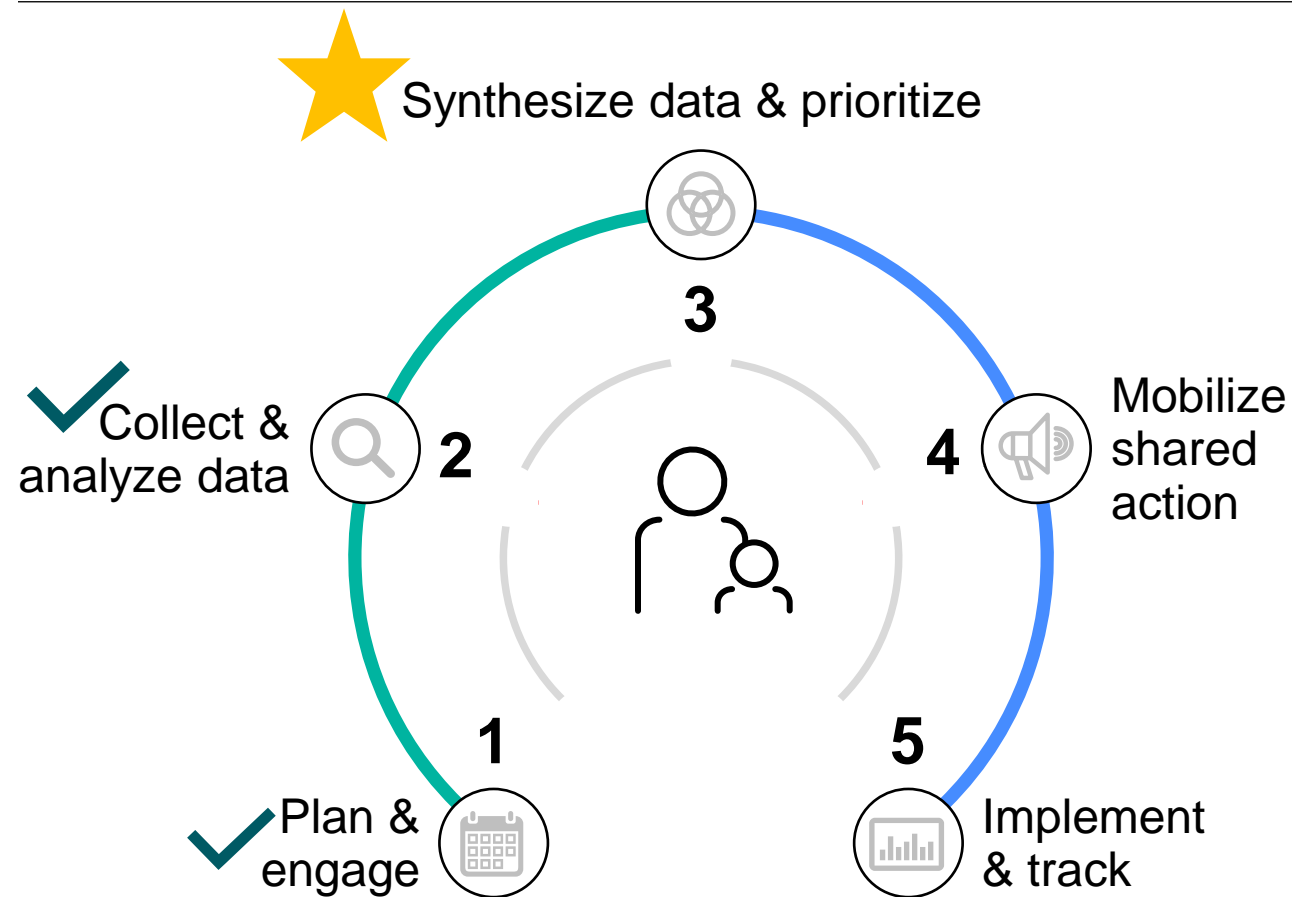 Synthesize data & prioritize
3
Collect &
analyze data
2
4
Mobilize
shared
action
1
Plan &
engage
5
Implement
& track